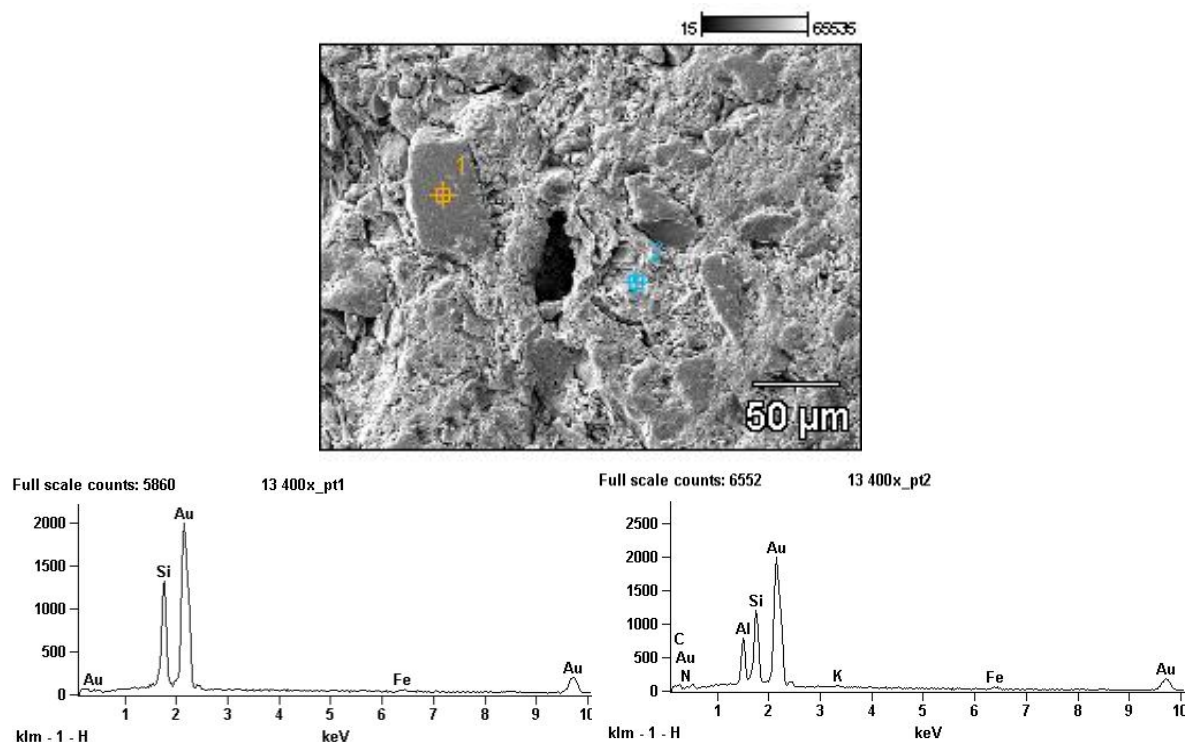 15 65535
1
2
50 µm
Full scale counts: 5860 13 400x_pt1
2000
1500
1000
500
0
Au
Si
Au
Fe
Au
1 2 3 4 5 6 7 8 9 10
klm - 1 - H keV
Full scale counts: 6552 13 400x_pt2
2500
2000
1500
1000
500
0
C
Au
N
Al
Si
Au
K
Fe
Au
1 2 3 4 5 6 7 8 9 10
klm - 1 - H keV